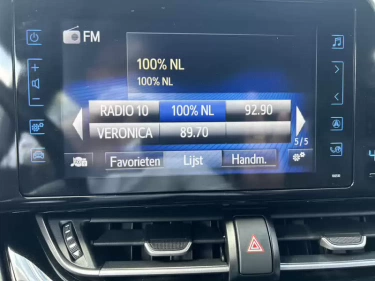 FM
100% NL
100% NL
RADIO 10 100% NL 92.90
VERONICA 89.70
5/5
Favorieten Lijst Handm.